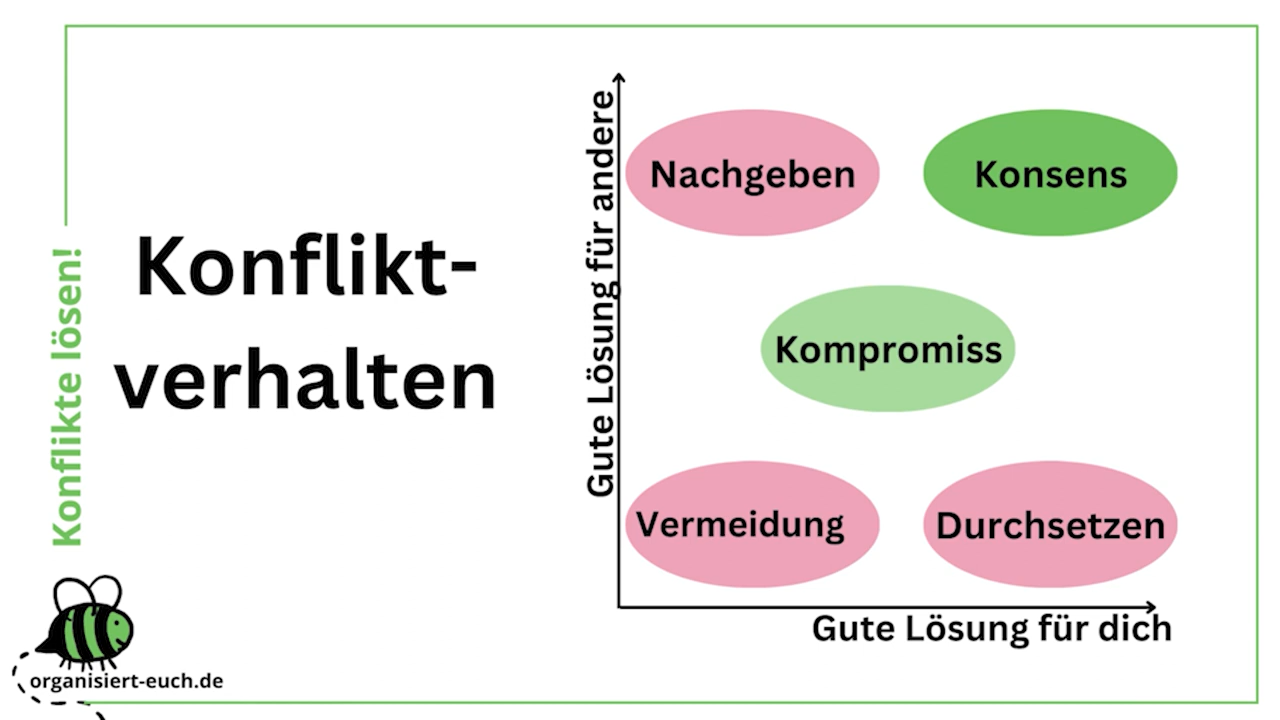 Konflikte lösen!
Konflikt-
verhalten
Gute Lösung für andere
Nachgeben
Konsens
Kompromiss
Vermeidung
Durchsetzen
Gute Lösung für dich
organisiert-euch.de